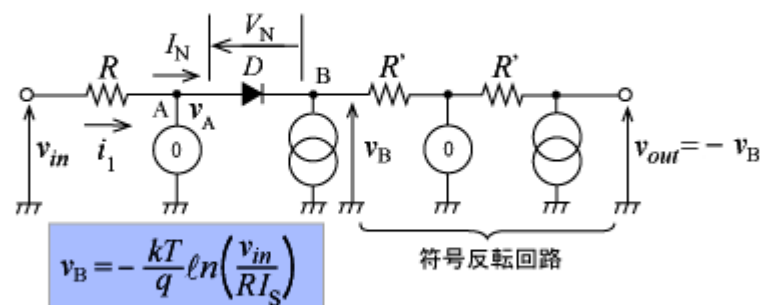 V_N
I_N
R
D
B
R'
R'
A
v_A
v_in
i_1
0
v_B
0
v_out = − v_B
v_B = − kT/q ℓn(v_in/RI_S)
符号反転回路